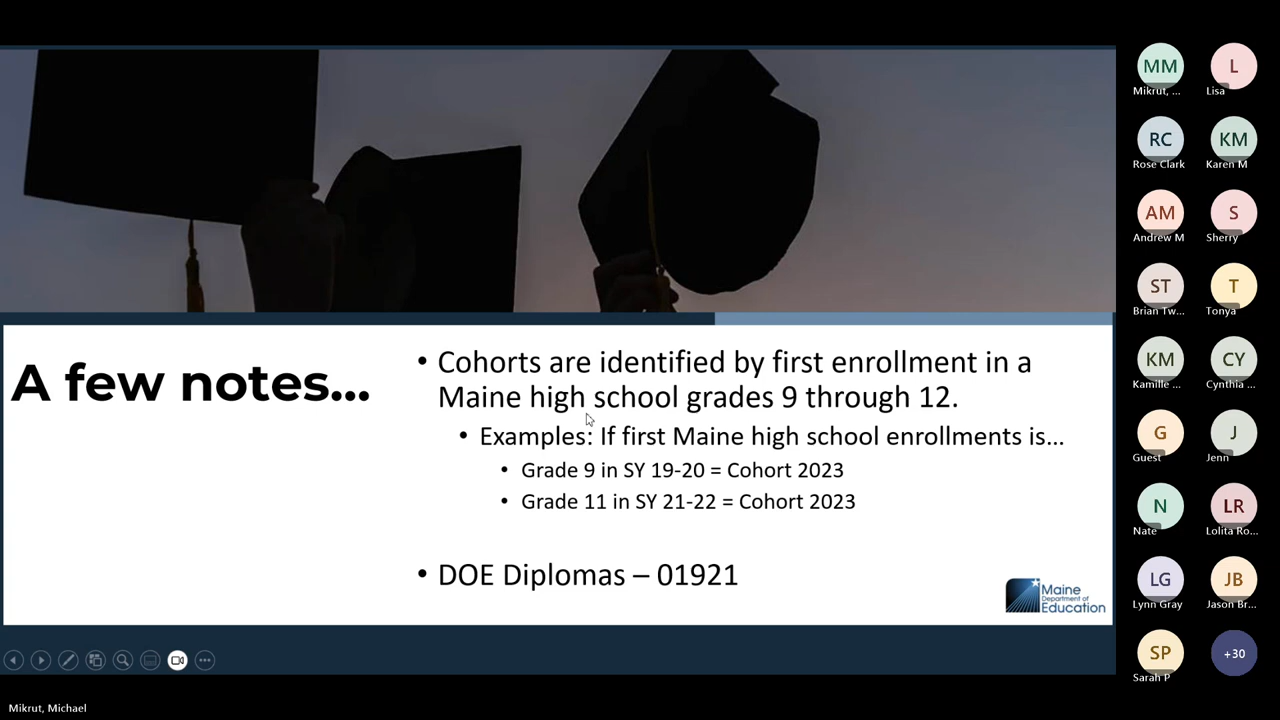 A few notes...
• Cohorts are identified by first enrollment in a
Maine high school grades 9 through 12.
• Examples: If first Maine high school enrollments is...
• Grade 9 in SY 19-20 = Cohort 2023
• Grade 11 in SY 21-22 = Cohort 2023
• DOE Diplomas – 01921
Maine
Department of
Education
MM
Mikrut, ...
L
Lisa
RC
Rose Clark
KM
Karen M
AM
Andrew M
S
Sherry
ST
Brian Tw...
T
Tonya
KM
Kamille ...
CY
Cynthia ...
G
Guest
J
Jenn
N
Nate
LR
Lolita Ro...
LG
Lynn Gray
JB
Jason Br...
SP
Sarah P
+30
Mikrut, Michael